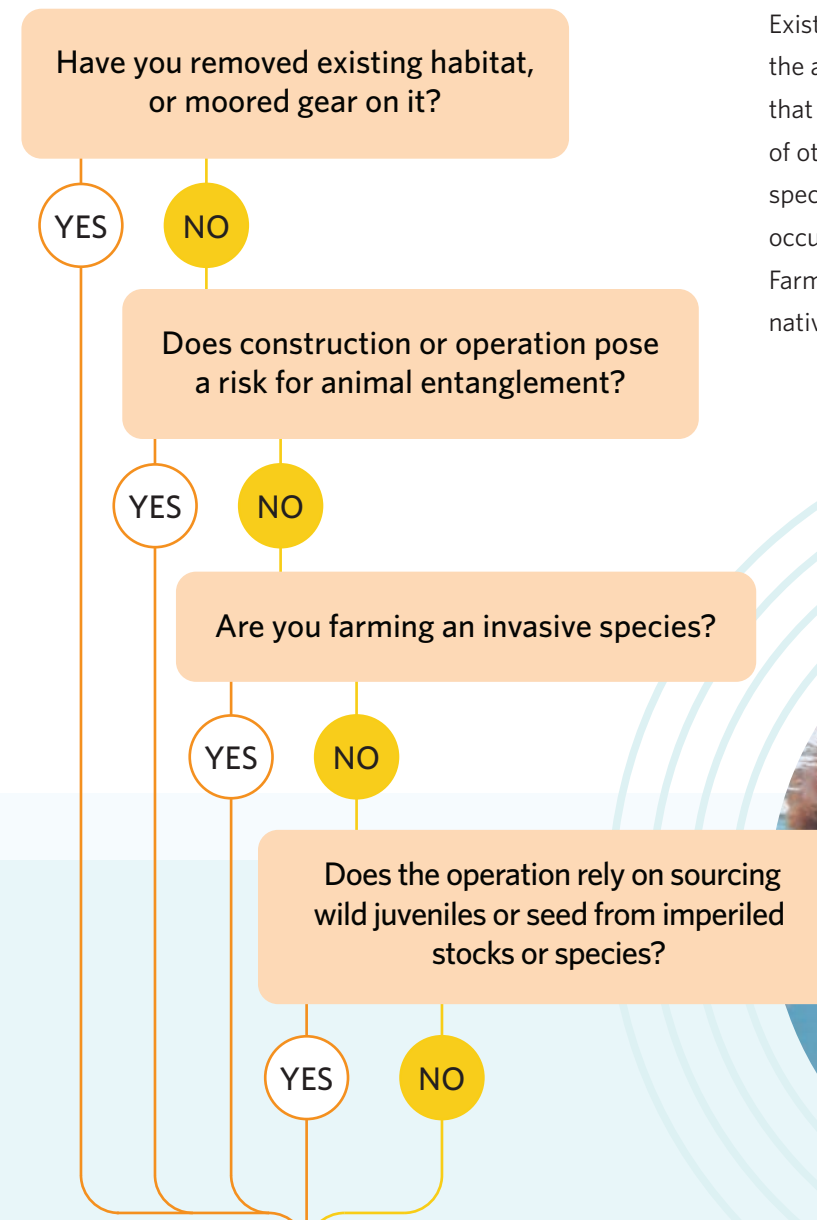 Have you removed existing habitat,
or moored gear on it?
YES
NO
Does construction or operation pose
a risk for animal entanglement?
YES
NO
Are you farming an invasive species?
YES
NO
Does the operation rely on sourcing
wild juveniles or seed from imperiled
stocks or species?
YES
NO
the
that